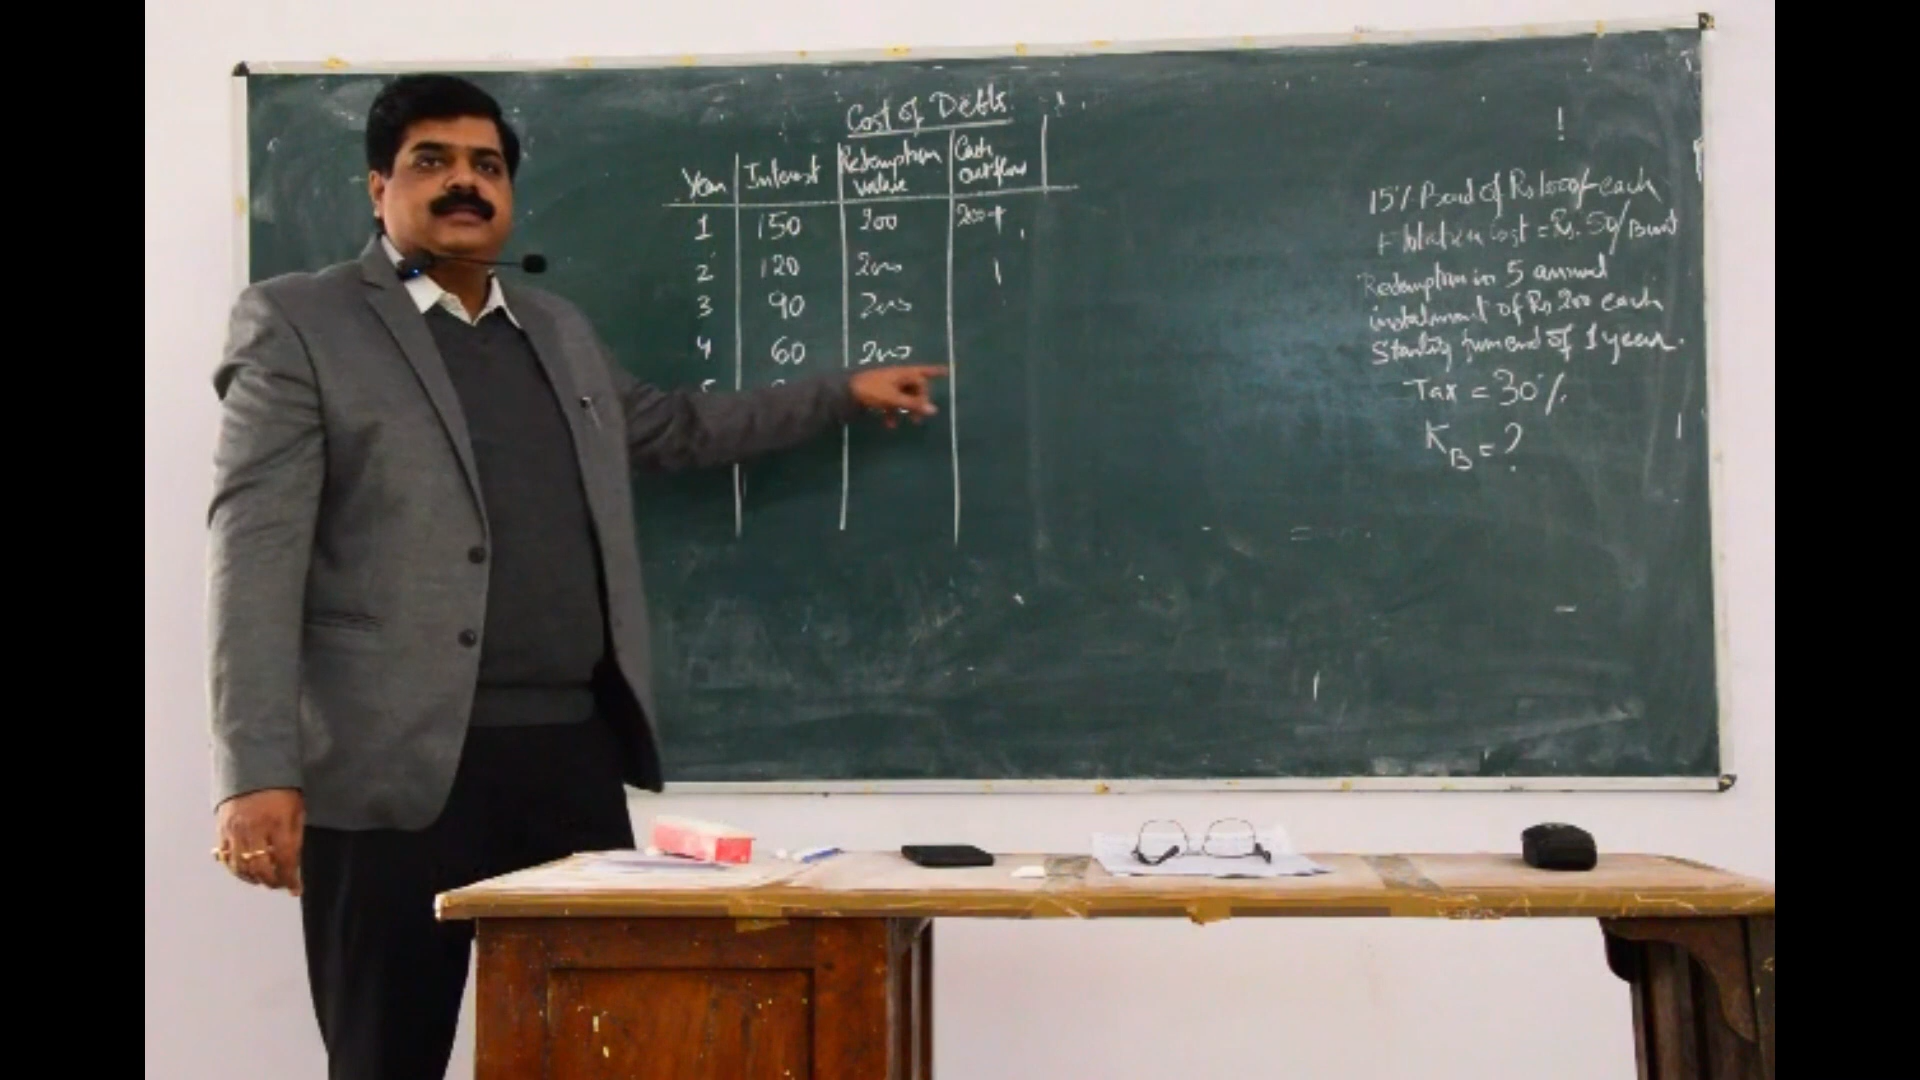 Cost of Debts
Year Interest Redemption value Cash outflow
1 150 200 200+
2 120 200
3 90 200
4 60 200
15% Bond of Rs 1000/- each
Flotation Cost = Rs. 50/Bond
Redemption in 5 annual
instalment of Rs 200 each
Starting from end of 1 year.
Tax = 30%
KB = ?